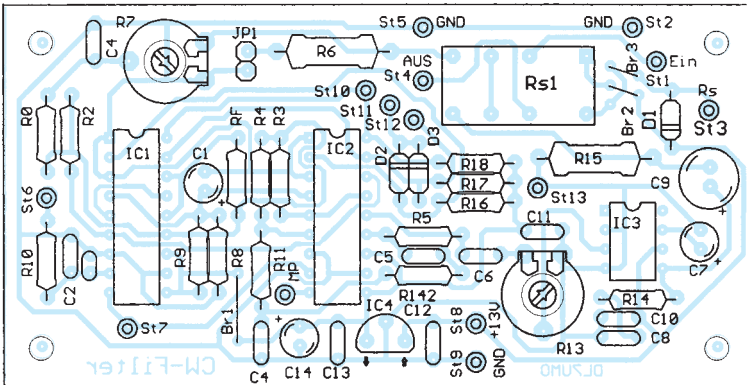 R7
C4
JP1
R6
St5
GND
GND
St2
AUS
St4
Rs1
Br3
Ein
St1
Br2
D1
Rs
St3
St10
St11
St12
R0
R2
RF
R4
R3
IC1
C1
IC2
D3
D2
R18
R17
R16
R15
St13
C9
St6
R10
C2
R9
R8
R11
MP
R5
C5
R142
C6
C11
IC3
C7
St7
Br1
C4
C14
C13
IC4
C12
St8
+13V
St9
GND
R13
R14
C10
C8
CW-Filter
DL7UMO